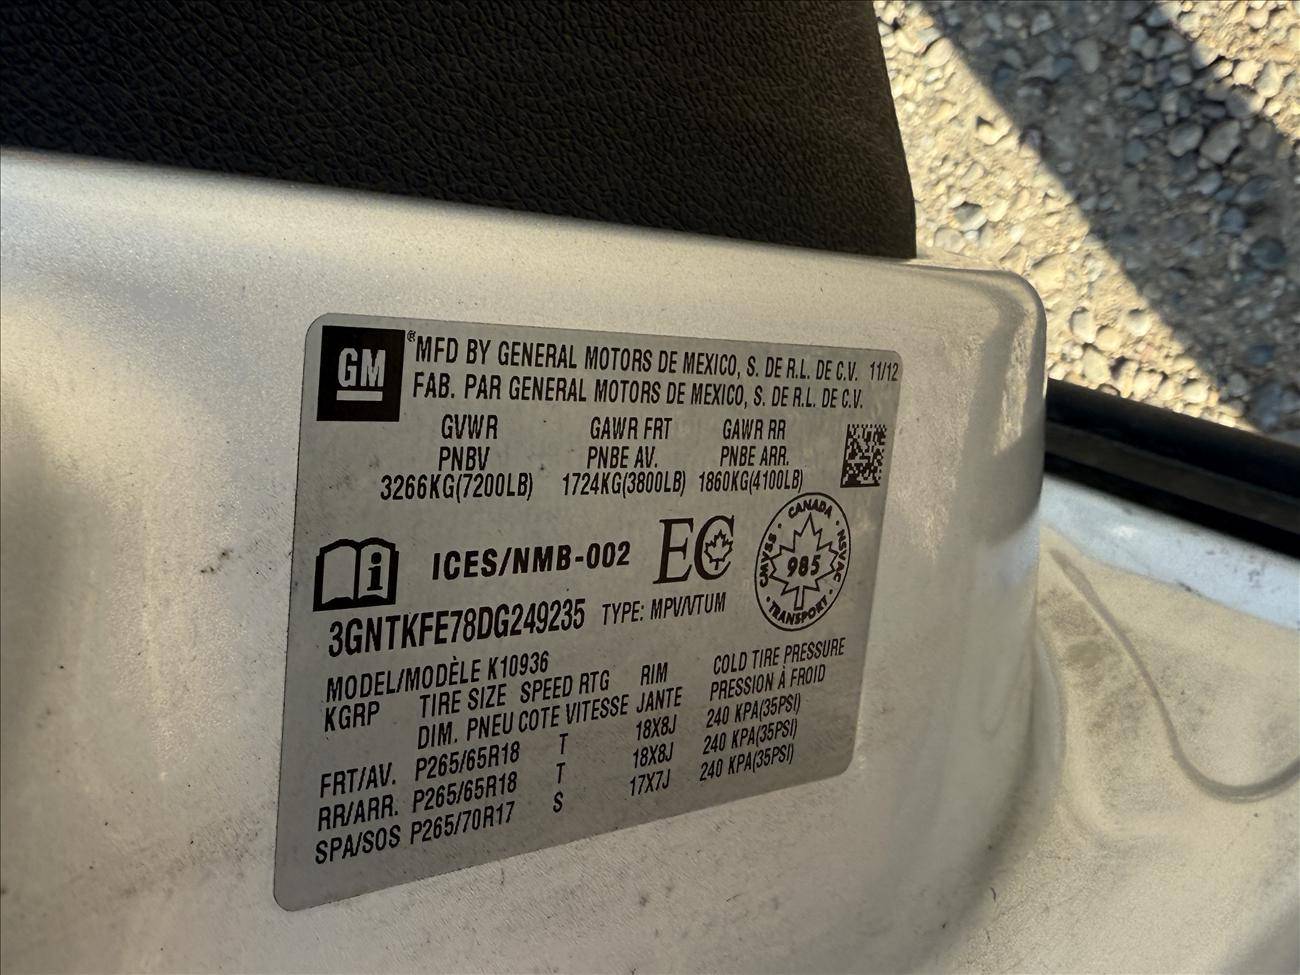 GM ® MFD BY GENERAL MOTORS DE MEXICO, S. DE R.L. DE C.V. 11/12
FAB. PAR GENERAL MOTORS DE MEXICO, S. DE R.L. DE C.V.
GVWR GAWR FRT GAWR RR
PNBV PNBE AV. PNBE ARR.
3266KG(7200LB) 1724KG(3800LB) 1860KG(4100LB)
i ICES/NMB-002 EC
CANADA · NSVAC · TRANSPORT · CMVSS ·
985
3GNTKFE78DG249235 TYPE: MPV/VTUM
MODEL/MODÈLE K10936
KGRP TIRE SIZE SPEED RTG RIM COLD TIRE PRESSURE
DIM. PNEU COTE VITESSE JANTE PRESSION À FROID
FRT/AV. P265/65R18 T 18X8J 240 KPA(35PSI)
RR/ARR. P265/65R18 T 18X8J 240 KPA(35PSI)
SPA/SOS P265/70R17 S 17X7J 240 KPA(35PSI)